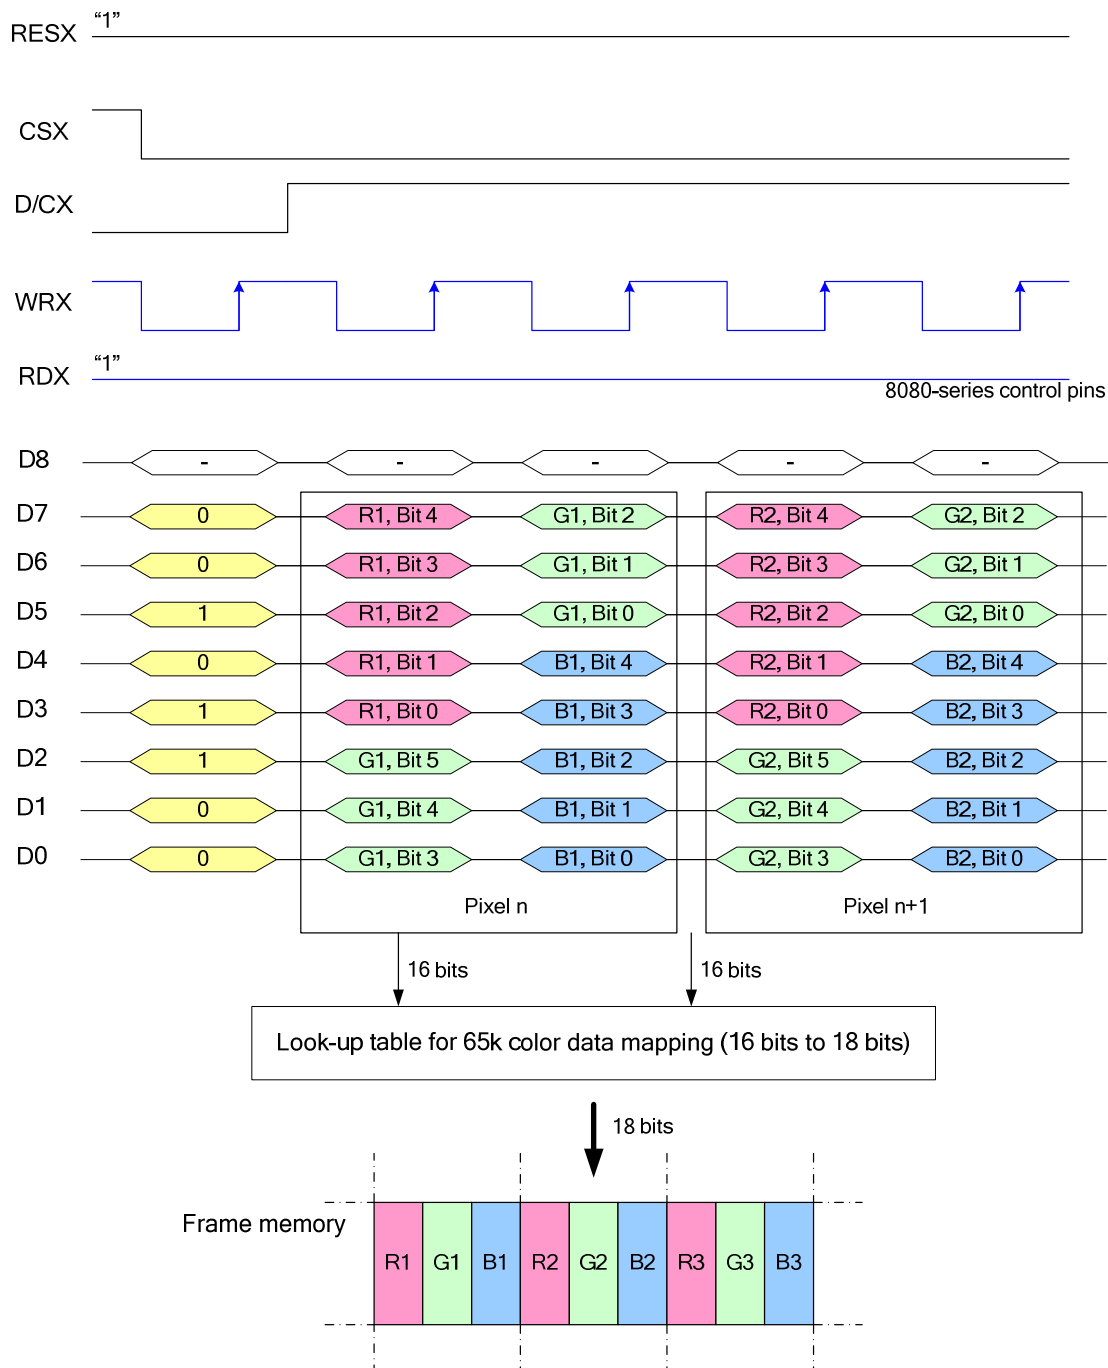 RESX “1”
CSX
D/CX
WRX
RDX “1”
8080-series control pins
D8 - - - - -
D7 0 R1, Bit 4 G1, Bit 2 R2, Bit 4 G2, Bit 2
D6 0 R1, Bit 3 G1, Bit 1 R2, Bit 3 G2, Bit 1
D5 1 R1, Bit 2 G1, Bit 0 R2, Bit 2 G2, Bit 0
D4 0 R1, Bit 1 B1, Bit 4 R2, Bit 1 B2, Bit 4
D3 1 R1, Bit 0 B1, Bit 3 R2, Bit 0 B2, Bit 3
D2 1 G1, Bit 5 B1, Bit 2 G2, Bit 5 B2, Bit 2
D1 0 G1, Bit 4 B1, Bit 1 G2, Bit 4 B2, Bit 1
D0 0 G1, Bit 3 B1, Bit 0 G2, Bit 3 B2, Bit 0
Pixel n Pixel n+1
16 bits 16 bits
Look-up table for 65k color data mapping (16 bits to 18 bits)
18 bits
Frame memory
R1 G1 B1 R2 G2 B2 R3 G3 B3